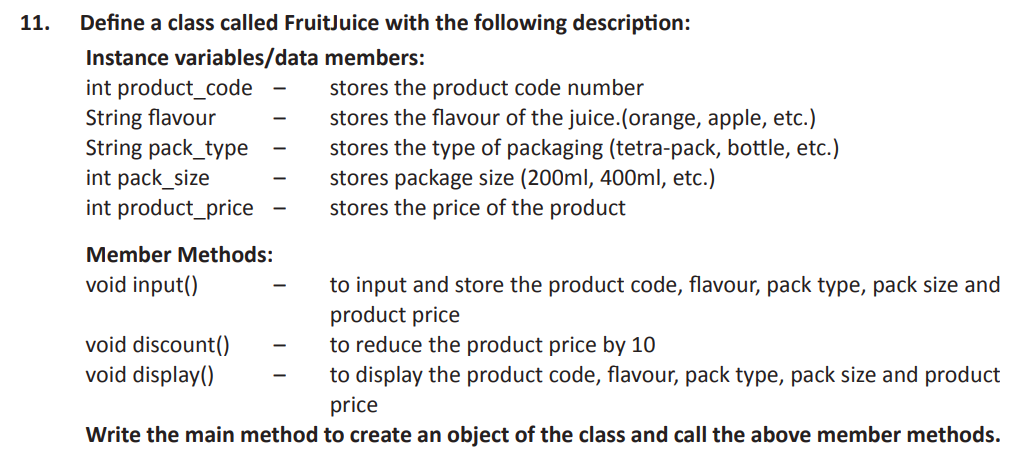 11. Define a class called FruitJuice with the following description:
Instance variables/data members:
int product_code – stores the product code number
String flavour – stores the flavour of the juice.(orange, apple, etc.)
String pack_type – stores the type of packaging (tetra-pack, bottle, etc.)
int pack_size – stores package size (200ml, 400ml, etc.)
int product_price – stores the price of the product
Member Methods:
void input() – to input and store the product code, flavour, pack type, pack size and
product price
void discount() – to reduce the product price by 10
void display() – to display the product code, flavour, pack type, pack size and product
price
Write the main method to create an object of the class and call the above member methods.